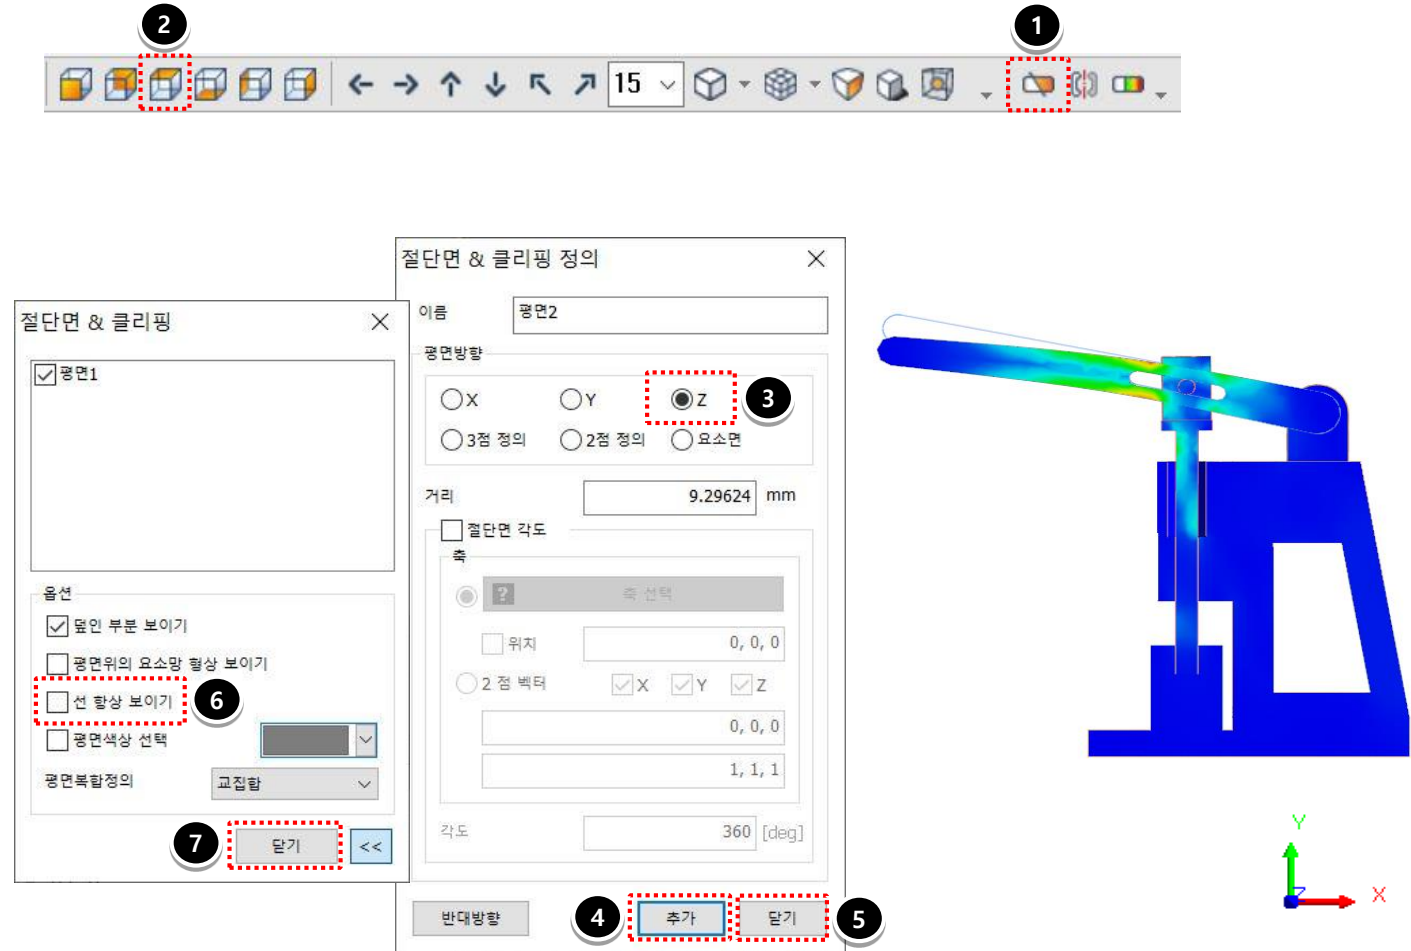 2
1
15
절단면 & 클리핑 정의
이름
평면2
평면방향
X
Y
Z
3
3점 정의
2점 정의
요소면
거리
9.29624
mm
절단면 각도
축
?
축 선택
위치
0, 0, 0
2 점 벡터
X
Y
Z
0, 0, 0
1, 1, 1
각도
360
[deg]
반대방향
4
추가
닫기
5
절단면 & 클리핑
평면1
옵션
덮인 부분 보이기
평면위의 요소망 형상 보이기
선 항상 보이기
6
평면색상 선택
평면복합정의
교집합
7
닫기
<<
Y
Z
X